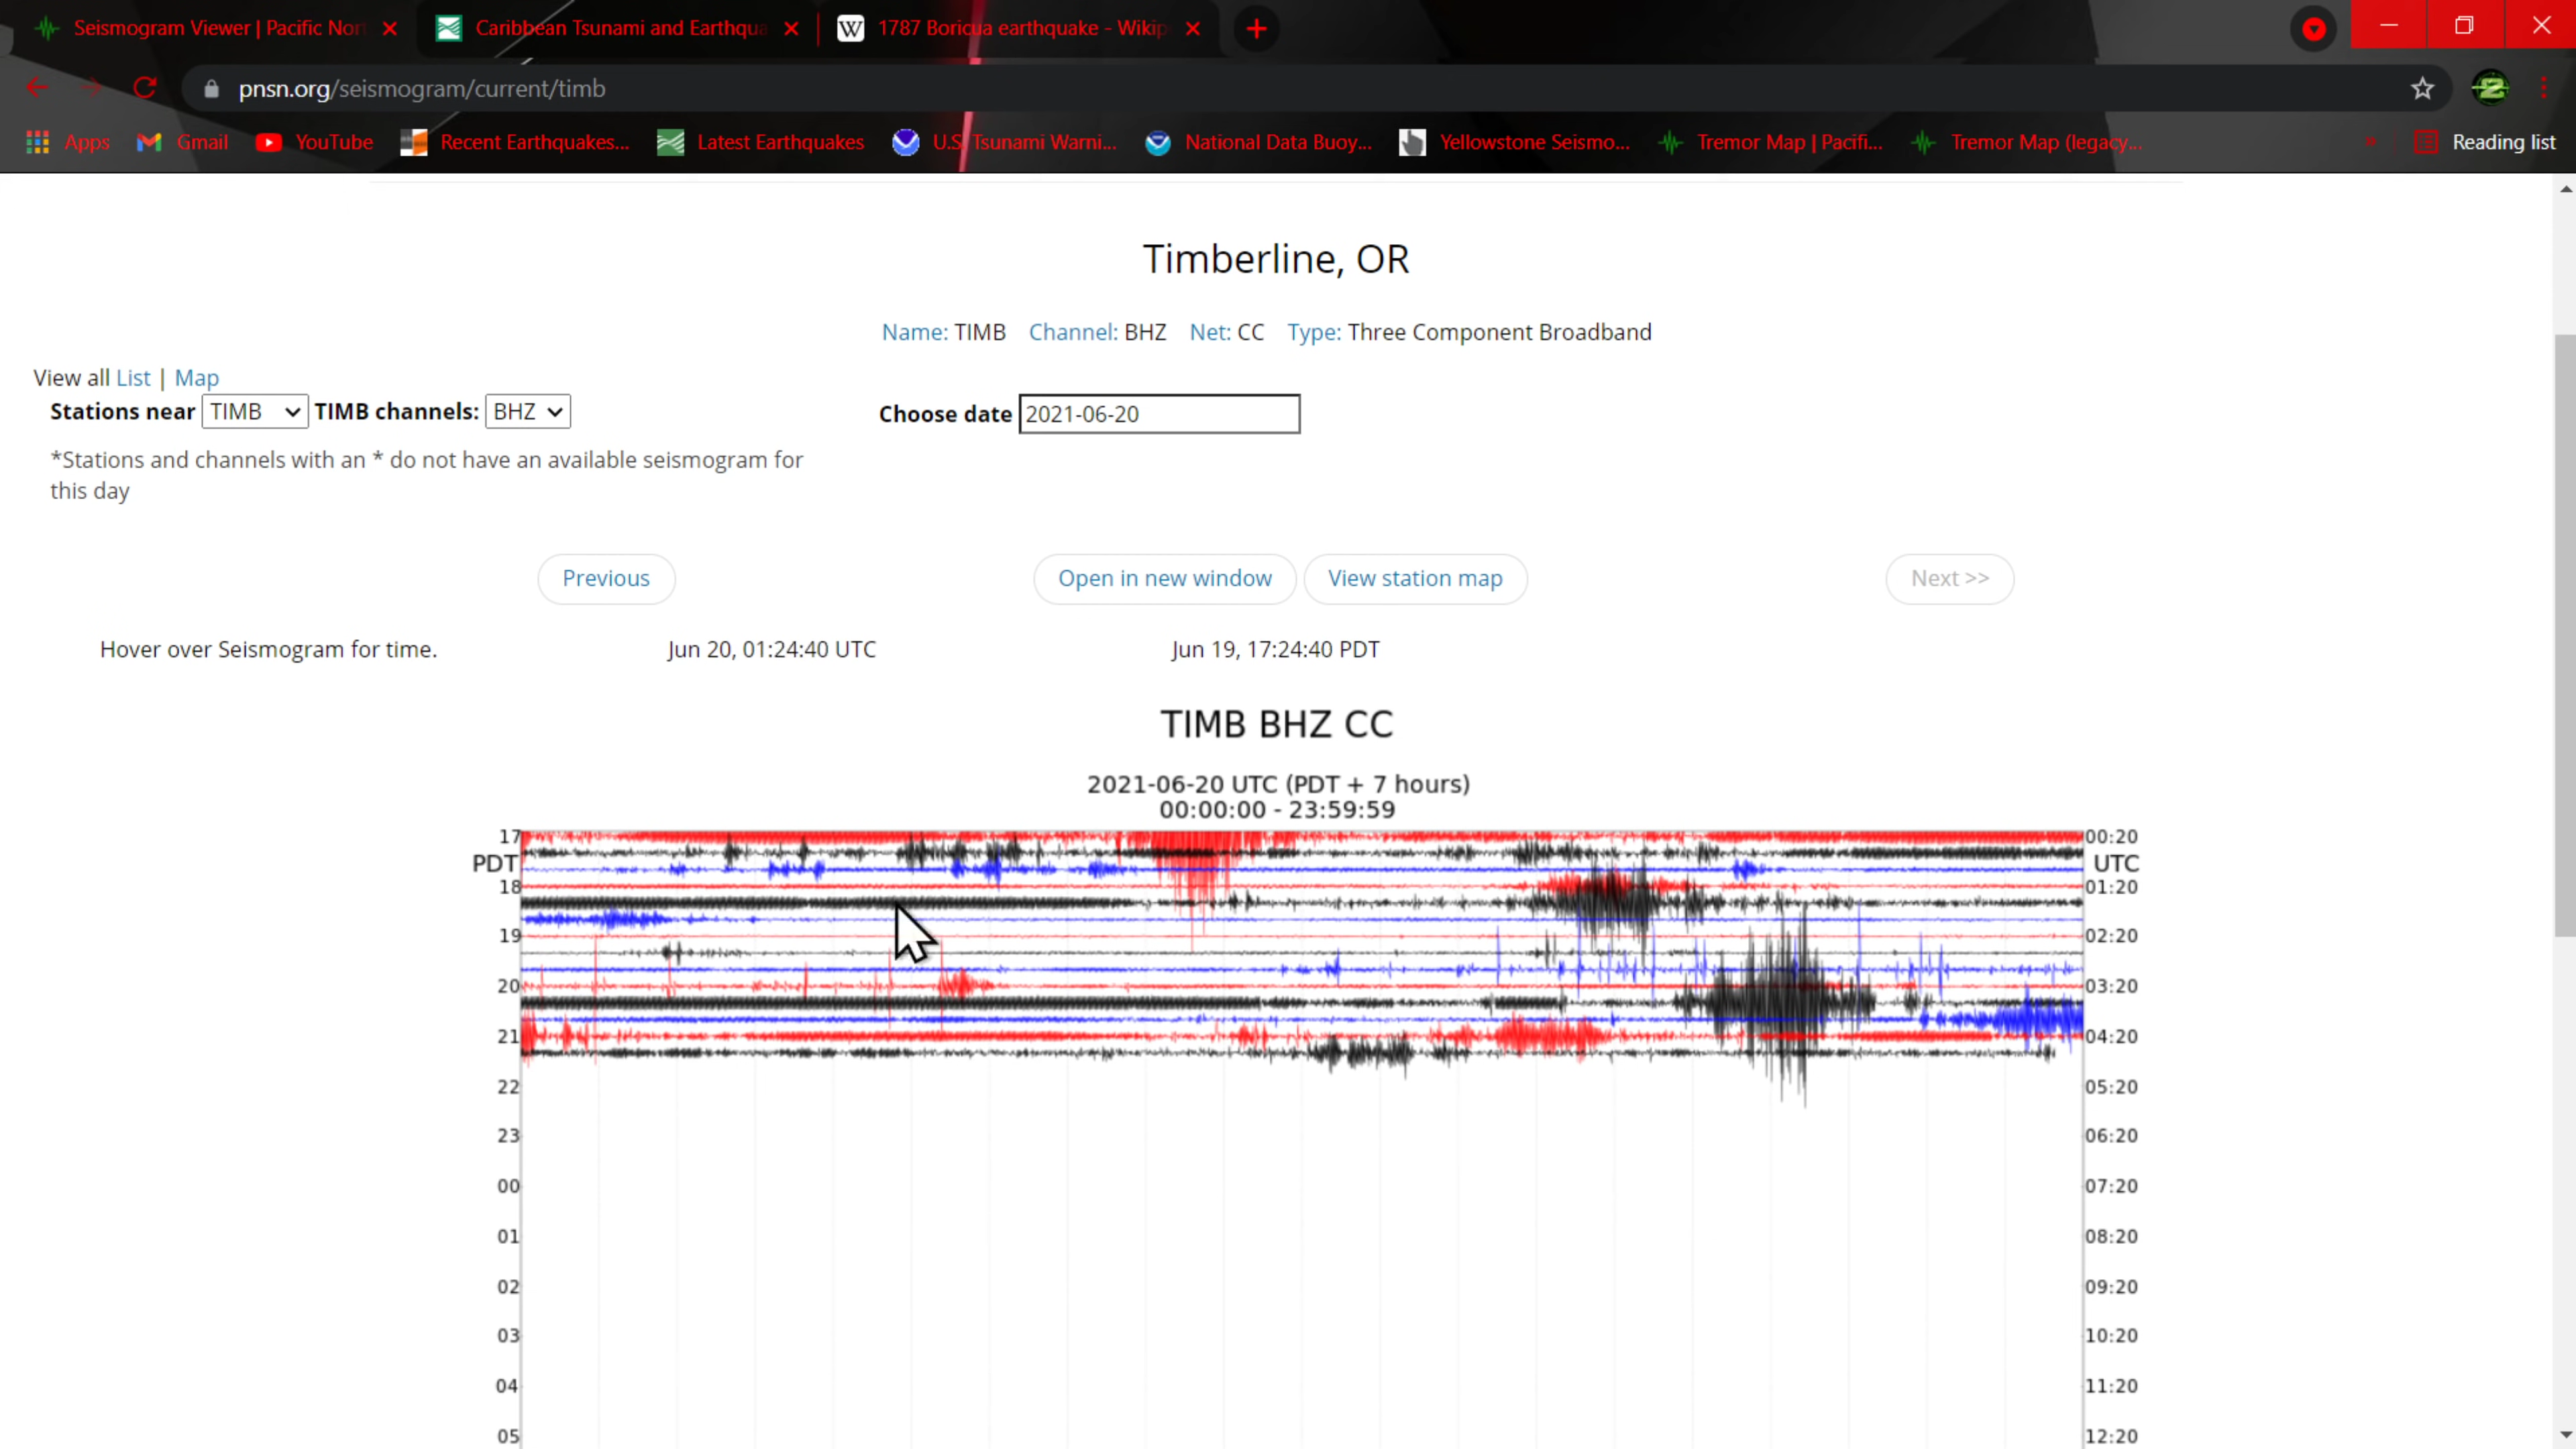 Seismogram Viewer | Pacific Nort
Caribbean Tsunami and Earthqua
1787 Boricua earthquake - Wikip
pnsn.org/seismogram/current/timb
Apps Gmail YouTube Recent Earthquakes... Latest Earthquakes U.S. Tsunami Warni... National Data Buoy... Yellowstone Seismo... Tremor Map | Pacifi... Tremor Map (legacy... Reading list
Timberline, OR
Name: TIMB Channel: BHZ Net: CC Type: Three Component Broadband
View all List | Map
Stations near TIMB TIMB channels: BHZ
Choose date 2021-06-20
*Stations and channels with an * do not have an available seismogram for
this day
Previous Open in new window View station map Next >>
Hover over Seismogram for time. Jun 20, 01:24:40 UTC Jun 19, 17:24:40 PDT
TIMB BHZ CC
2021-06-20 UTC (PDT + 7 hours)
00:00:00 - 23:59:59
17 00:20
PDT UTC
18 01:20
19 02:20
20 03:20
21 04:20
22 05:20
23 06:20
00 07:20
01 08:20
02 09:20
03 10:20
04 11:20
05 12:20